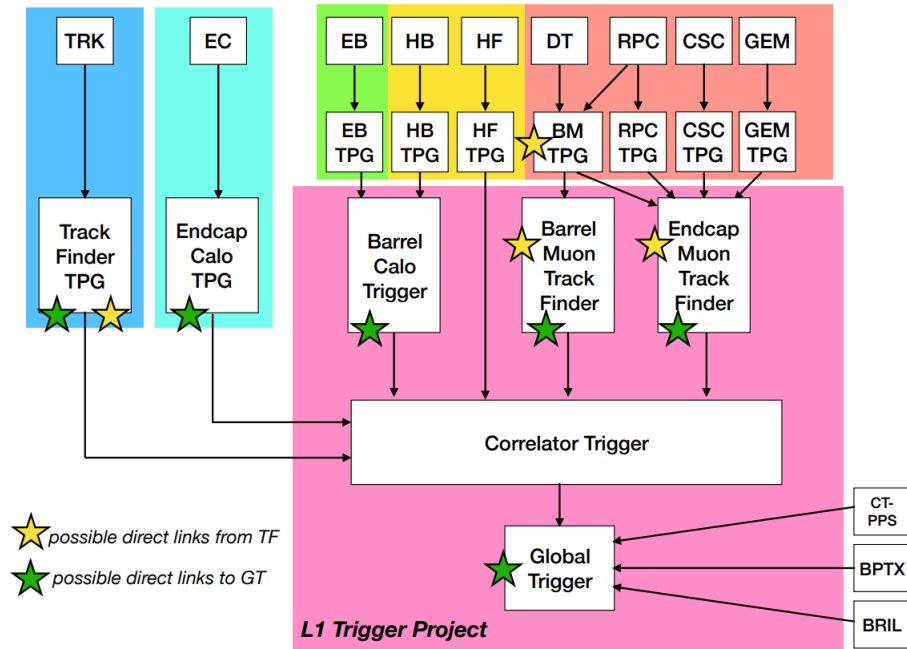 TRK
EC
EB
HB
HF
DT
RPC
CSC
GEM
EB
TPG
HB
TPG
HF
TPG
BM
TPG
RPC
TPG
CSC
TPG
GEM
TPG
Track
Finder
TPG
Endcap
Calo
TPG
Barrel
Calo
Trigger
Barrel
Muon
Track
Finder
Endcap
Muon
Track
Finder
Correlator Trigger
possible direct links from TF
possible direct links to GT
Global
Trigger
CT-
PPS
BPTX
BRIL
L1 Trigger Project